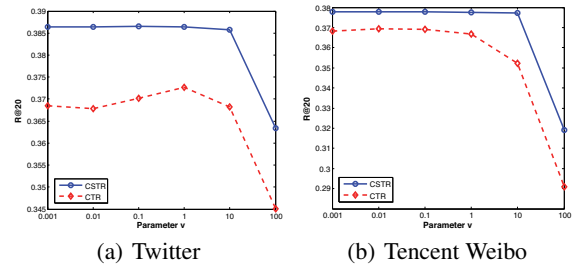 0.39
0.385
0.38
0.375
0.37
0.365
0.36
0.355
0.35
0.345
R@20
0.001 0.01 0.1 1 10 100
Parameter v
CSTR
CTR
(a) Twitter
0.38
0.37
0.36
0.35
0.34
0.33
0.32
0.31
0.3
0.29
R@20
0.001 0.01 0.1 1 10 100
Parameter v
CSTR
CTR
(b) Tencent Weibo